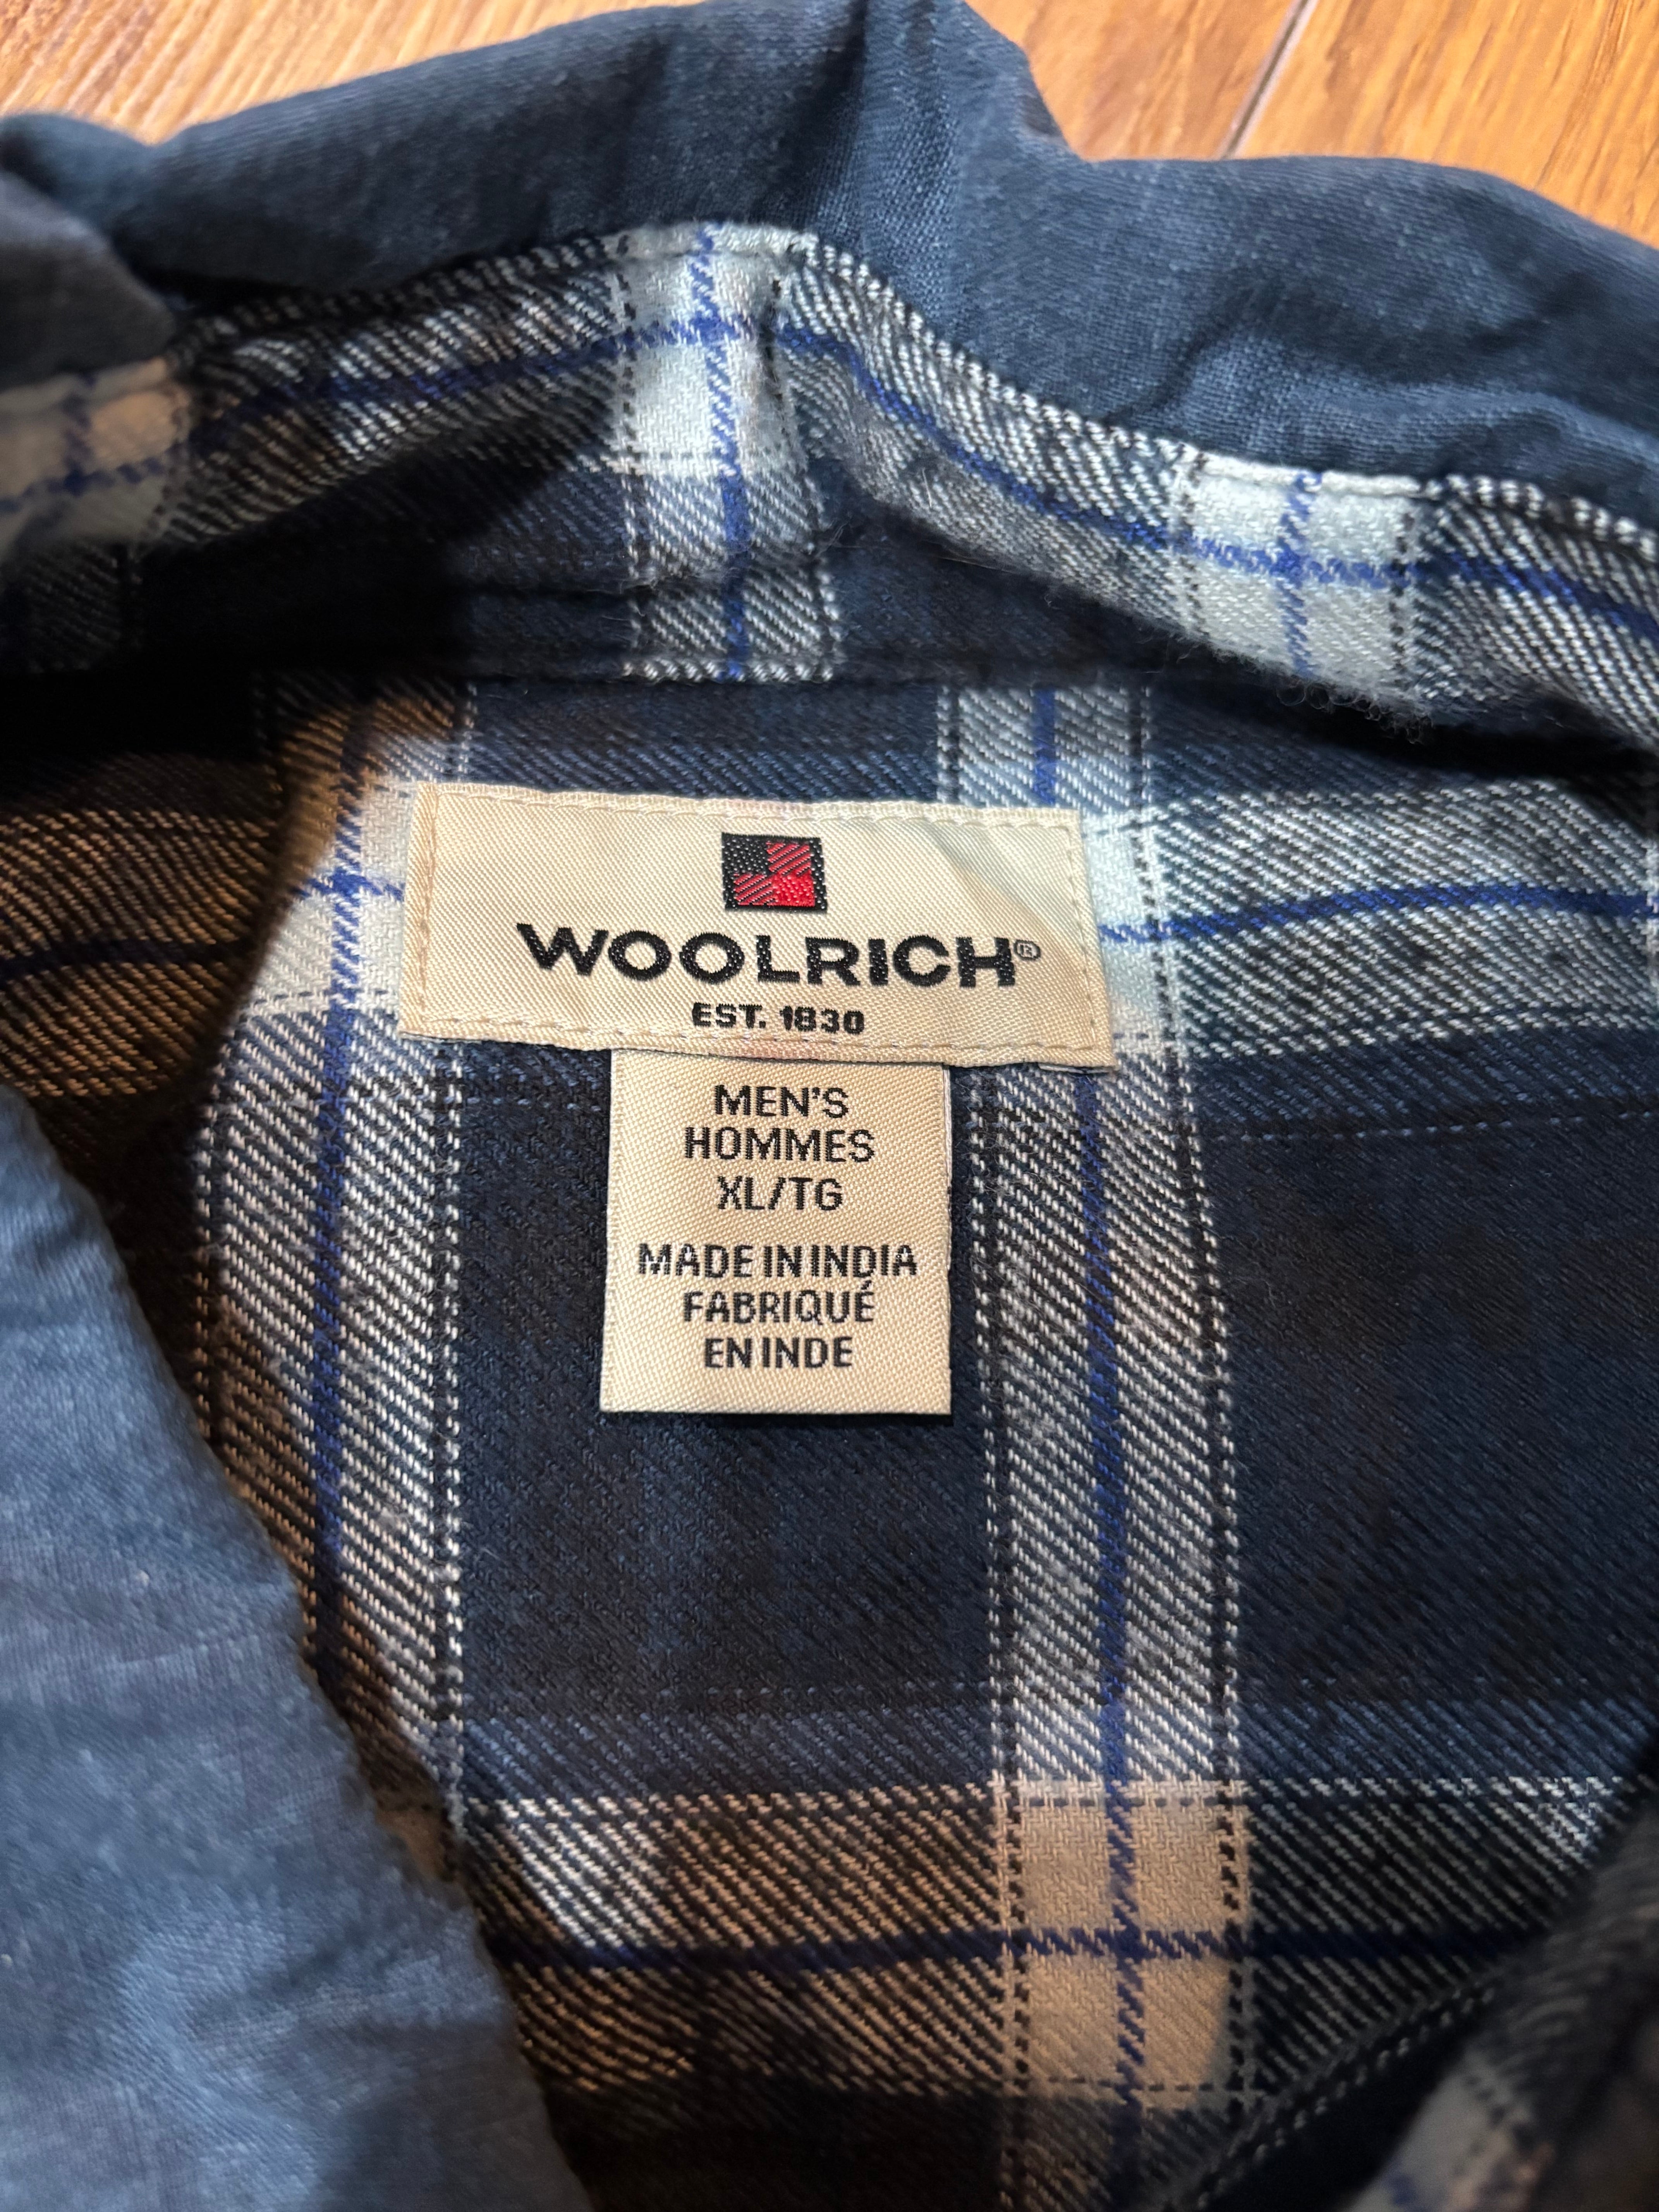 WOOLRICH®
EST. 1830
MEN'S
HOMMES
XL/TG
MADE IN INDIA
FABRIQUÉ
EN INDE